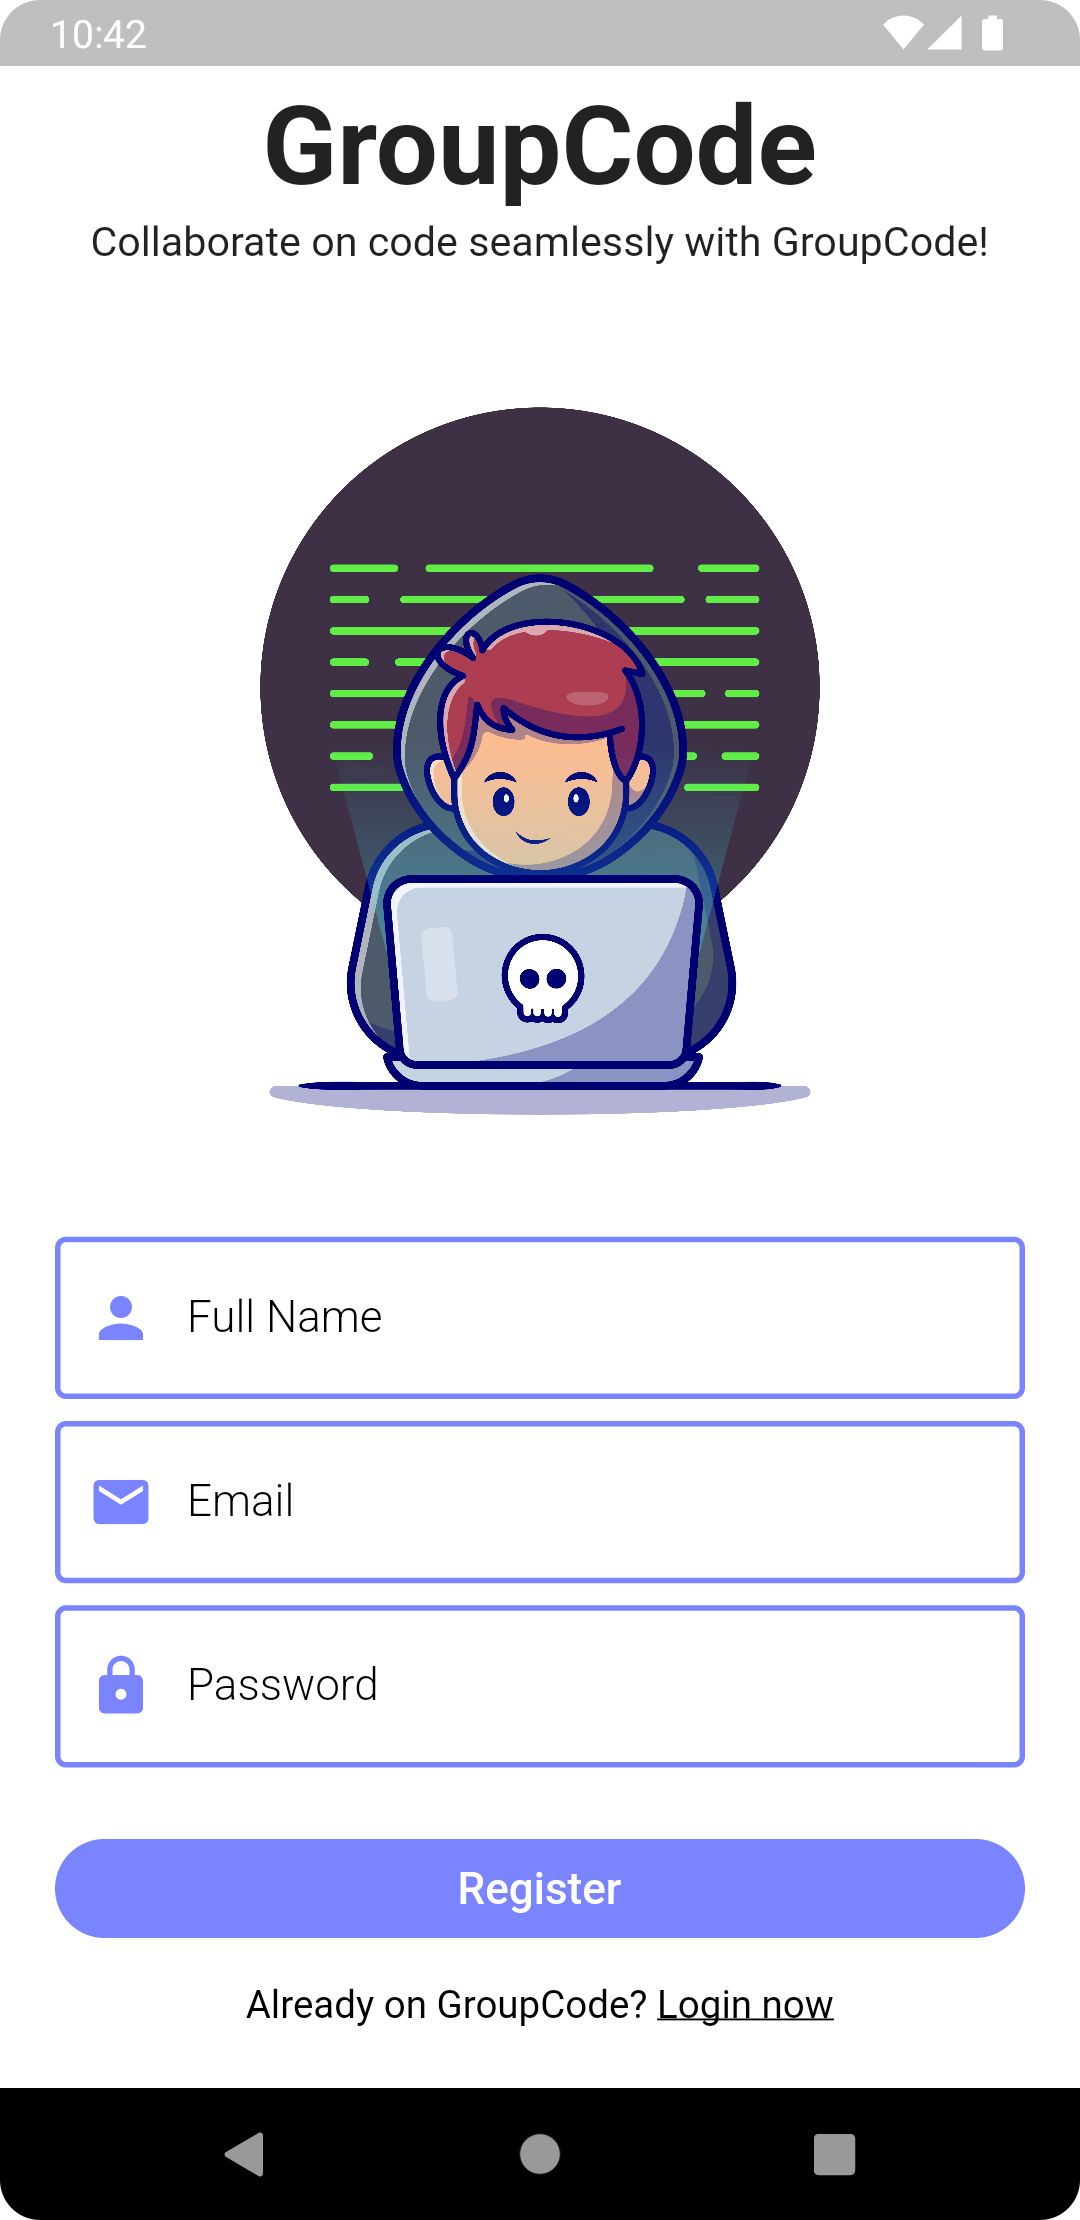 10:42
GroupCode
Collaborate on code seamlessly with GroupCode!
Full Name
Email
Password
Register
Already on GroupCode? Login now